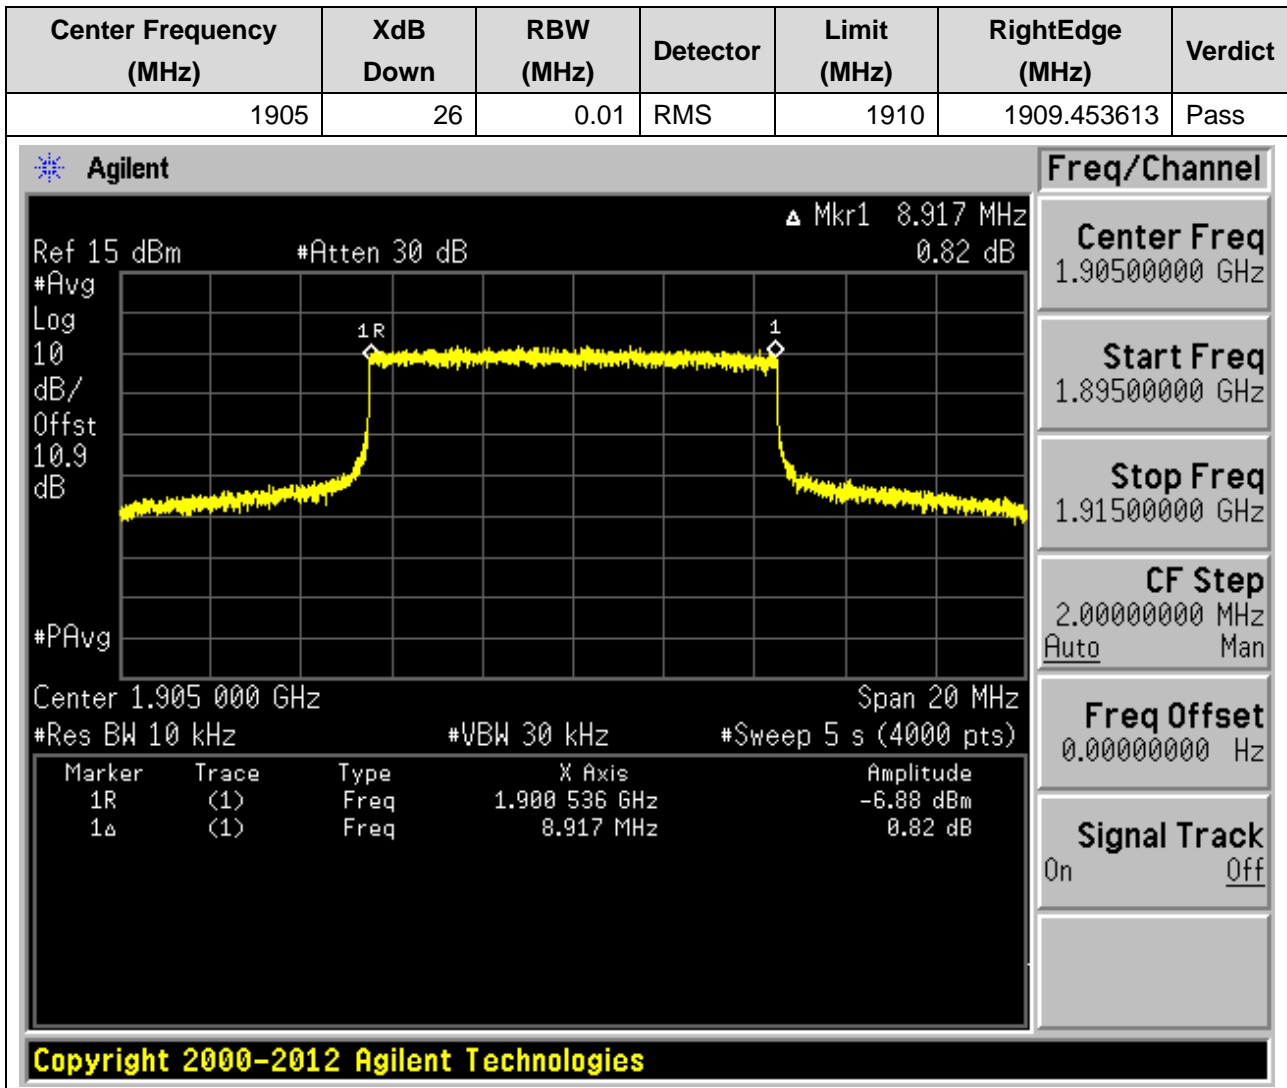 Center Frequency (MHz) XdB Down RBW (MHz) Detector Limit (MHz) RightEdge (MHz) Verdict
1905 26 0.01 RMS 1910 1909.453613 Pass
Agilent
Freq/Channel
▵ Mkr1 8.917 MHz
Ref 15 dBm #Atten 30 dB 0.82 dB
#Avg
Log
10
dB/
Offst
10.9
dB
#PAvg
1R
1
Center 1.905 000 GHz Span 20 MHz
#Res BW 10 kHz #VBW 30 kHz #Sweep 5 s (4000 pts)
Marker Trace Type X Axis Amplitude
1R (1) Freq 1.900 536 GHz -6.88 dBm
1▵ (1) Freq 8.917 MHz 0.82 dB
Center Freq
1.90500000 GHz
Start Freq
1.89500000 GHz
Stop Freq
1.91500000 GHz
CF Step
2.00000000 MHz
Auto Man
Freq Offset
0.00000000 Hz
Signal Track
On Off
Copyright 2000-2012 Agilent Technologies